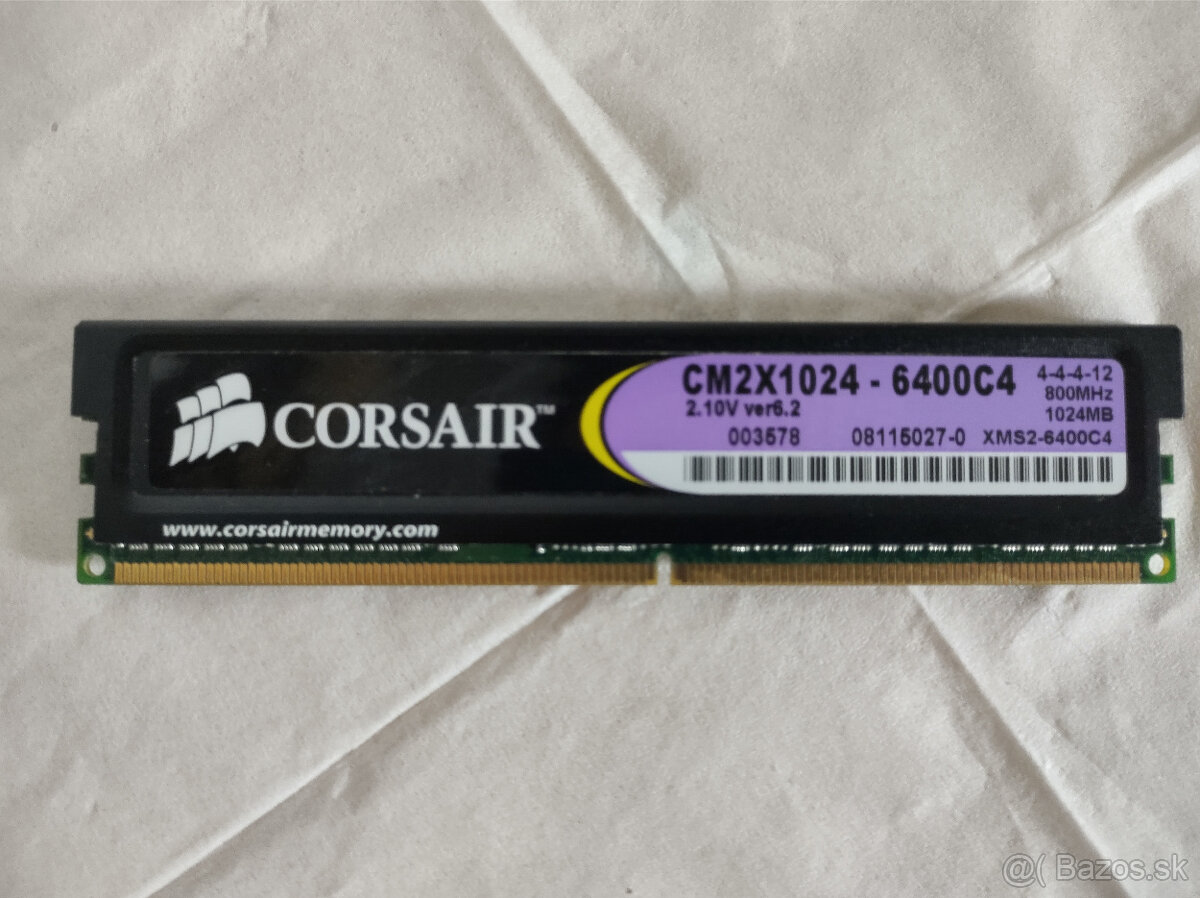 CORSAIR™
www.corsairmemory.com
CM2X1024 - 6400C4
2.10V ver6.2
4-4-4-12
800MHz
1024MB
003578 08115027-0 XMS2-6400C4
@( Bazos.sk